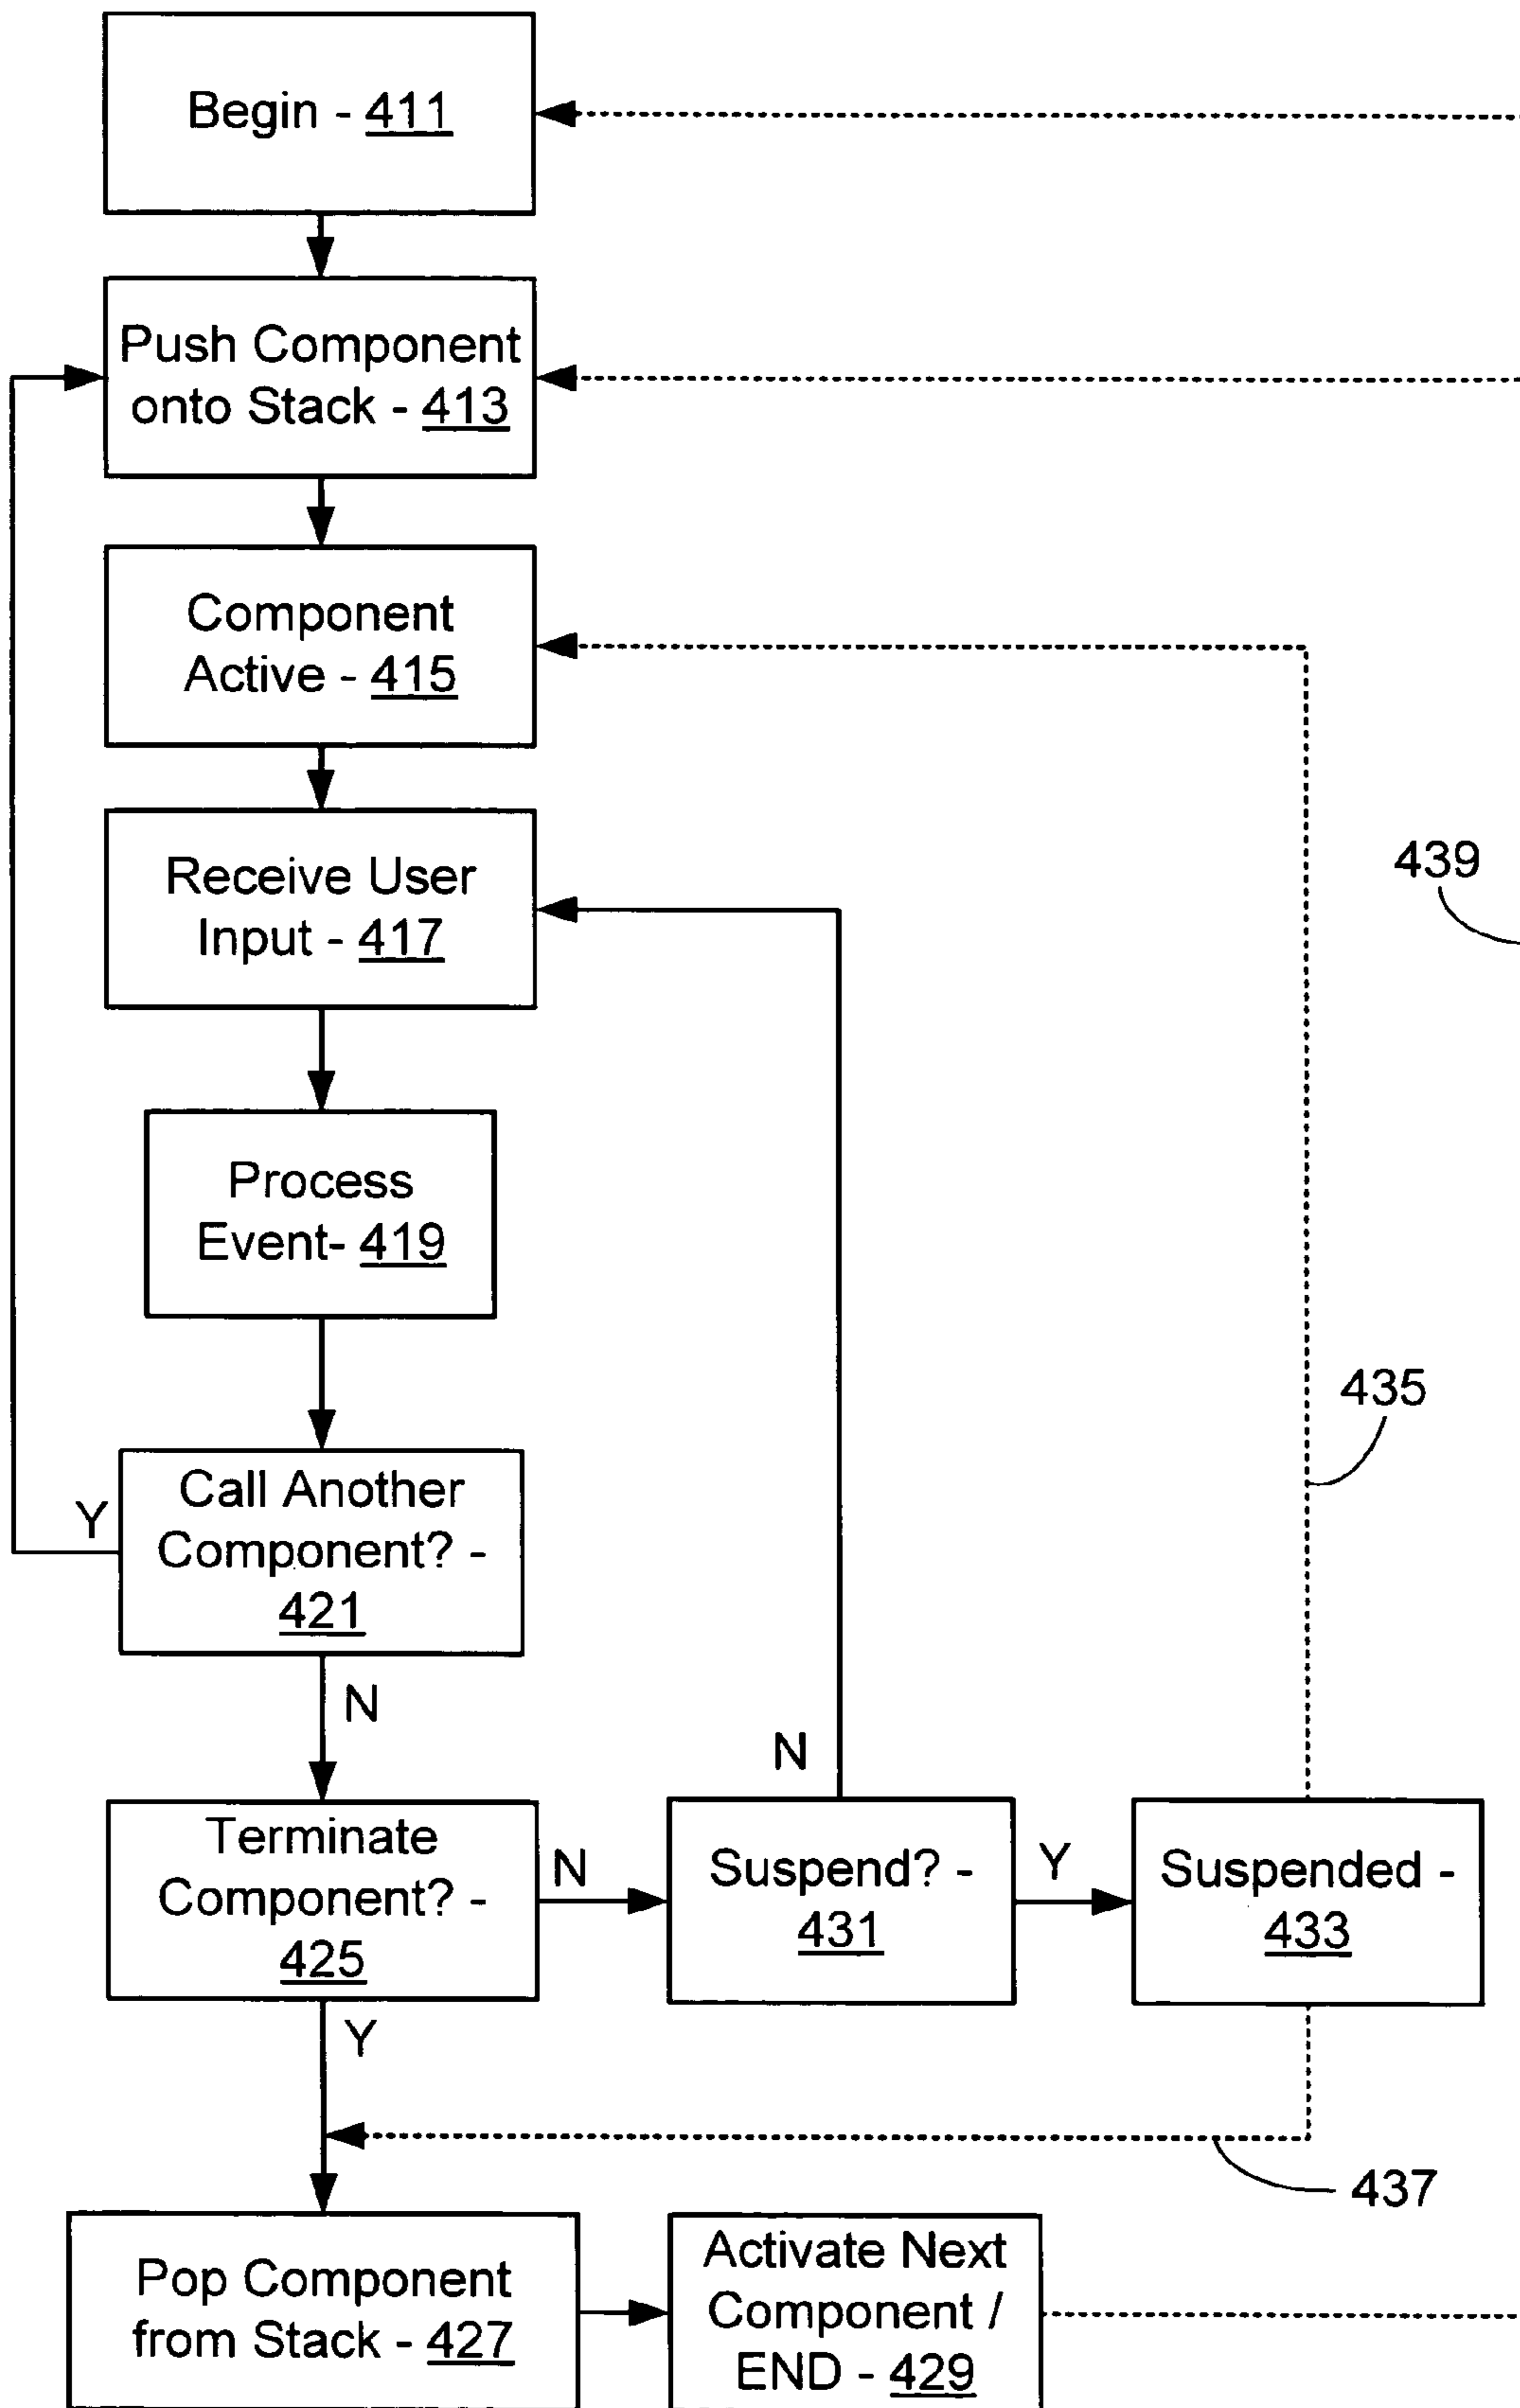 Begin - 411
Push Component
onto Stack - 413
Component
Active - 415
Receive User
Input - 417
439
Process
Event- 419
435
Call Another
Component? -
421
Y
N
N
Terminate
Component? -
425
N
Suspend? -
431
Y
Suspended -
433
Y
437
Pop Component
from Stack - 427
Activate Next
Component /
END - 429